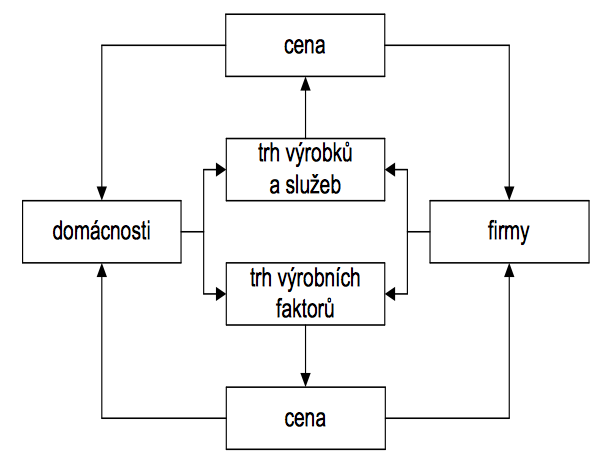 cena
trh výrobků
a služeb
domácnosti
firmy
trh výrobních
faktorů
cena